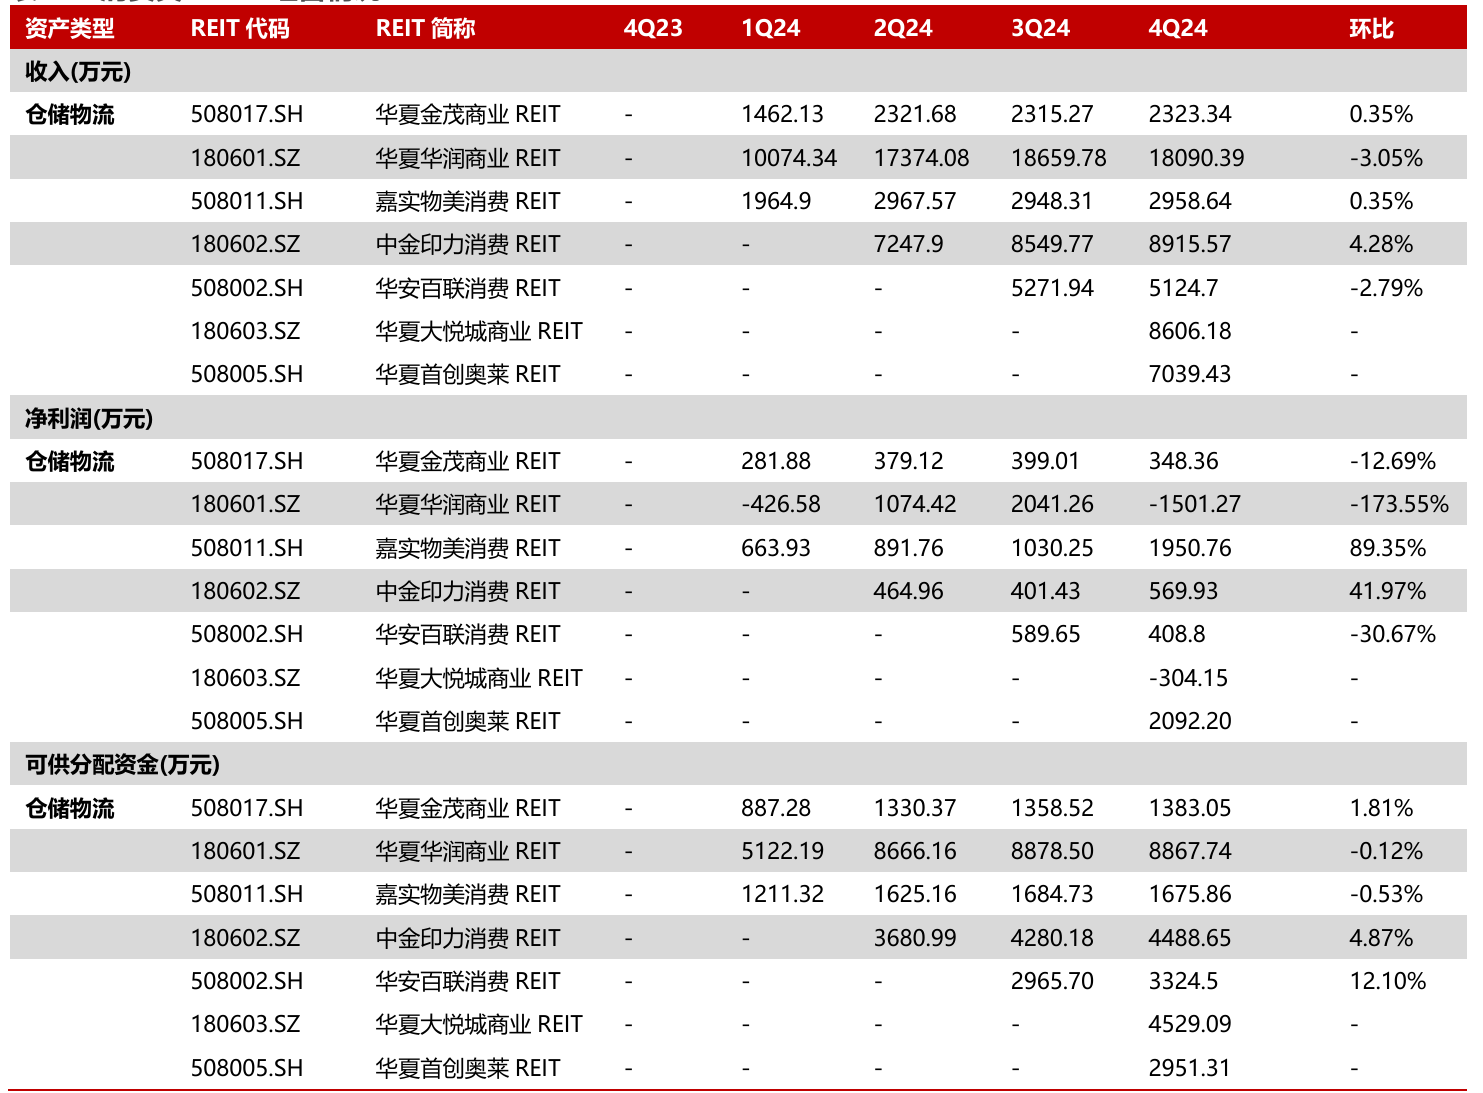 资产类型 REIT 代码 REIT 简称 4Q23 1Q24 2Q24 3Q24 4Q24 环比
收入(万元)
仓储物流 508017.SH 华夏金茂商业 REIT - 1462.13 2321.68 2315.27 2323.34 0.35%
180601.SZ 华夏华润商业 REIT - 10074.34 17374.08 18659.78 18090.39 -3.05%
508011.SH 嘉实物美消费 REIT - 1964.9 2967.57 2948.31 2958.64 0.35%
180602.SZ 中金印力消费 REIT - - 7247.9 8549.77 8915.57 4.28%
508002.SH 华安百联消费 REIT - - - 5271.94 5124.7 -2.79%
180603.SZ 华夏大悦城商业 REIT - - - - 8606.18 -
508005.SH 华夏首创奥莱 REIT - - - - 7039.43 -
净利润(万元)
仓储物流 508017.SH 华夏金茂商业 REIT - 281.88 379.12 399.01 348.36 -12.69%
180601.SZ 华夏华润商业 REIT - -426.58 1074.42 2041.26 -1501.27 -173.55%
508011.SH 嘉实物美消费 REIT - 663.93 891.76 1030.25 1950.76 89.35%
180602.SZ 中金印力消费 REIT - - 464.96 401.43 569.93 41.97%
508002.SH 华安百联消费 REIT - - - 589.65 408.8 -30.67%
180603.SZ 华夏大悦城商业 REIT - - - - -304.15 -
508005.SH 华夏首创奥莱 REIT - - - - 2092.20 -
可供分配资金(万元)
仓储物流 508017.SH 华夏金茂商业 REIT - 887.28 1330.37 1358.52 1383.05 1.81%
180601.SZ 华夏华润商业 REIT - 5122.19 8666.16 8878.50 8867.74 -0.12%
508011.SH 嘉实物美消费 REIT - 1211.32 1625.16 1684.73 1675.86 -0.53%
180602.SZ 中金印力消费 REIT - - 3680.99 4280.18 4488.65 4.87%
508002.SH 华安百联消费 REIT - - - 2965.70 3324.5 12.10%
180603.SZ 华夏大悦城商业 REIT - - - - 4529.09 -
508005.SH 华夏首创奥莱 REIT - - - - 2951.31 -